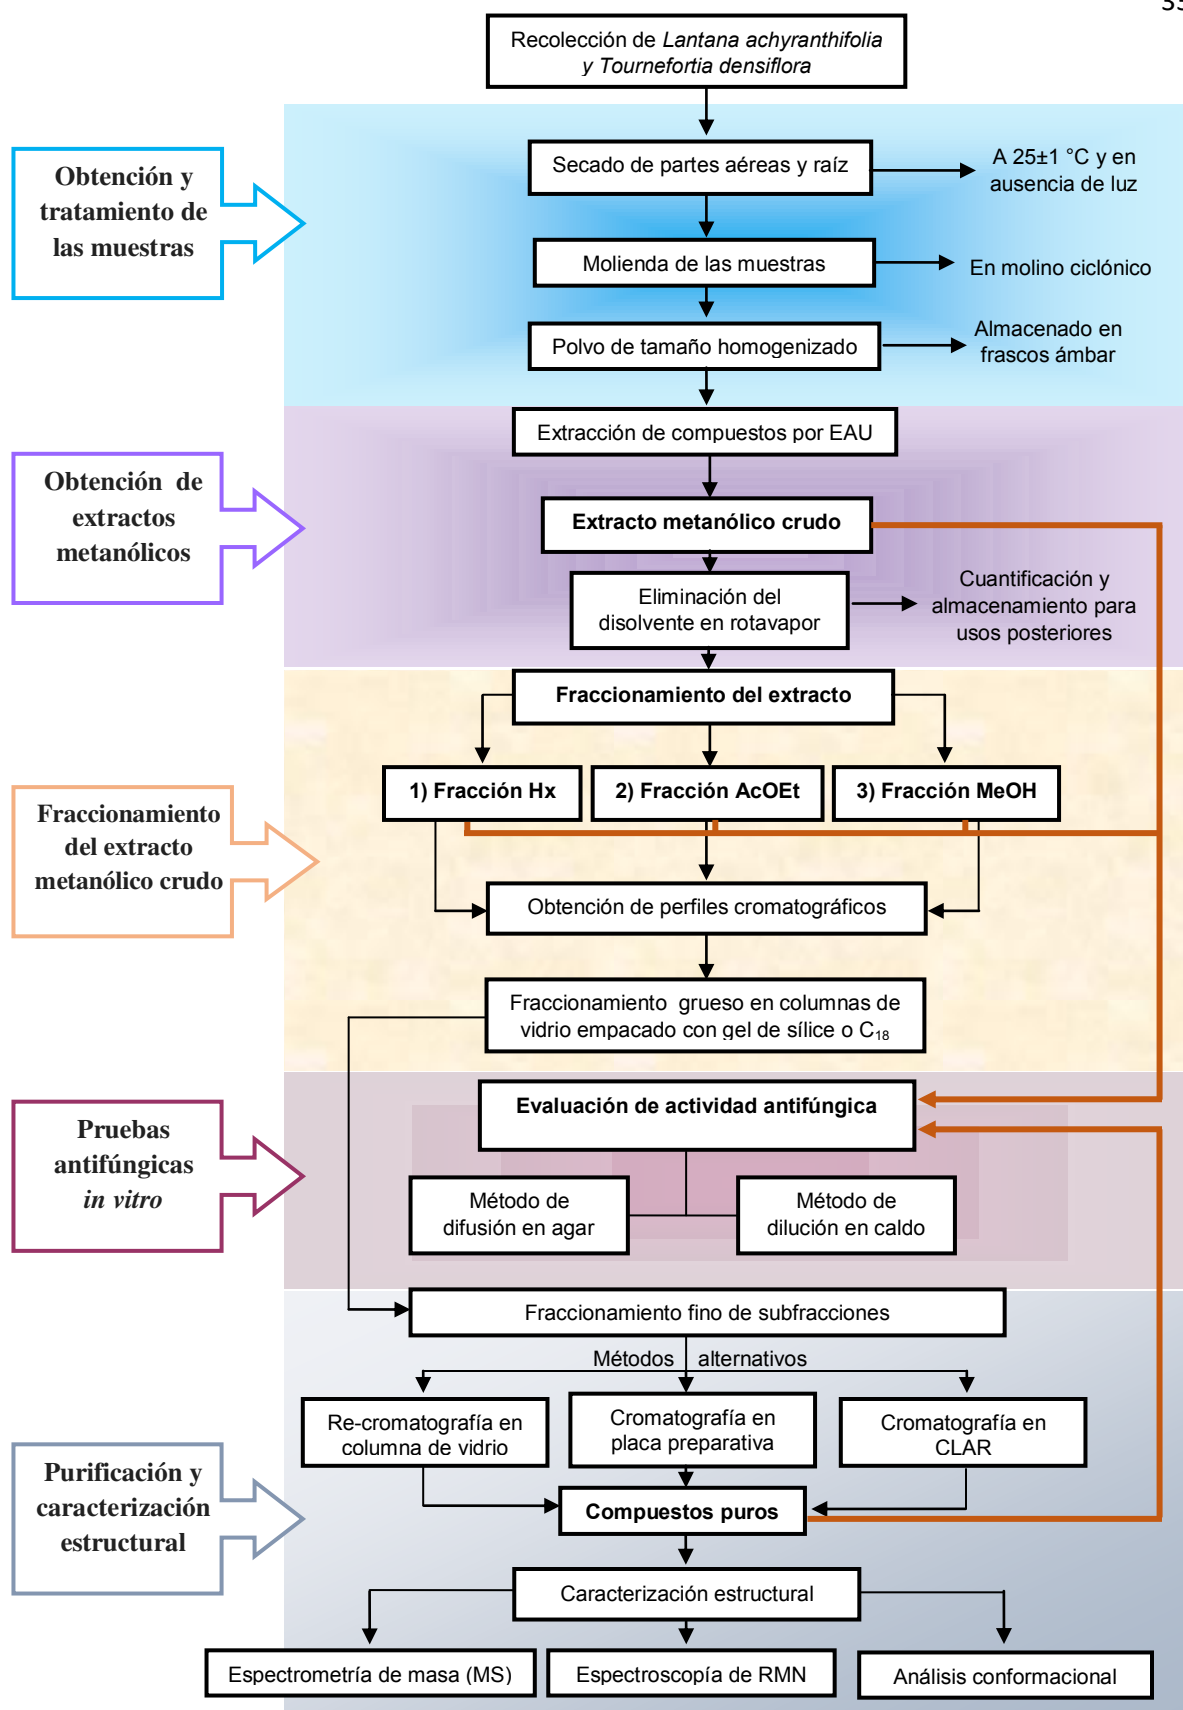 Recolección de Lantana achyranthifolia
y Tournefortia densiflora
Obtención y
tratamiento de
las muestras
Secado de partes aéreas y raíz
A 25±1 °C y en
ausencia de luz
Molienda de las muestras
En molino ciclónico
Polvo de tamaño homogenizado
Almacenado en
frascos ámbar
Extracción de compuestos por EAU
Obtención de
extractos
metanólicos
Extracto metanólico crudo
Eliminación del
disolvente en rotavapor
Cuantificación y
almacenamiento para
usos posteriores
Fraccionamiento del extracto
1) Fracción Hx
2) Fracción AcOEt
3) Fracción MeOH
Fraccionamiento
del extracto
metanólico crudo
Obtención de perfiles cromatográficos
Fraccionamiento grueso en columnas de
vidrio empacado con gel de sílice o C₁₈
Pruebas
antifúngicas
in vitro
Evaluación de actividad antifúngica
Método de
difusión en agar
Método de
dilución en caldo
Fraccionamiento fino de subfracciones
Métodos alternativos
Re-cromatografía en
columna de vidrio
Cromatografía en
placa preparativa
Cromatografía en
CLAR
Purificación y
caracterización
estructural
Compuestos puros
Caracterización estructural
Espectrometría de masa (MS)
Espectroscopía de RMN
Análisis conformacional